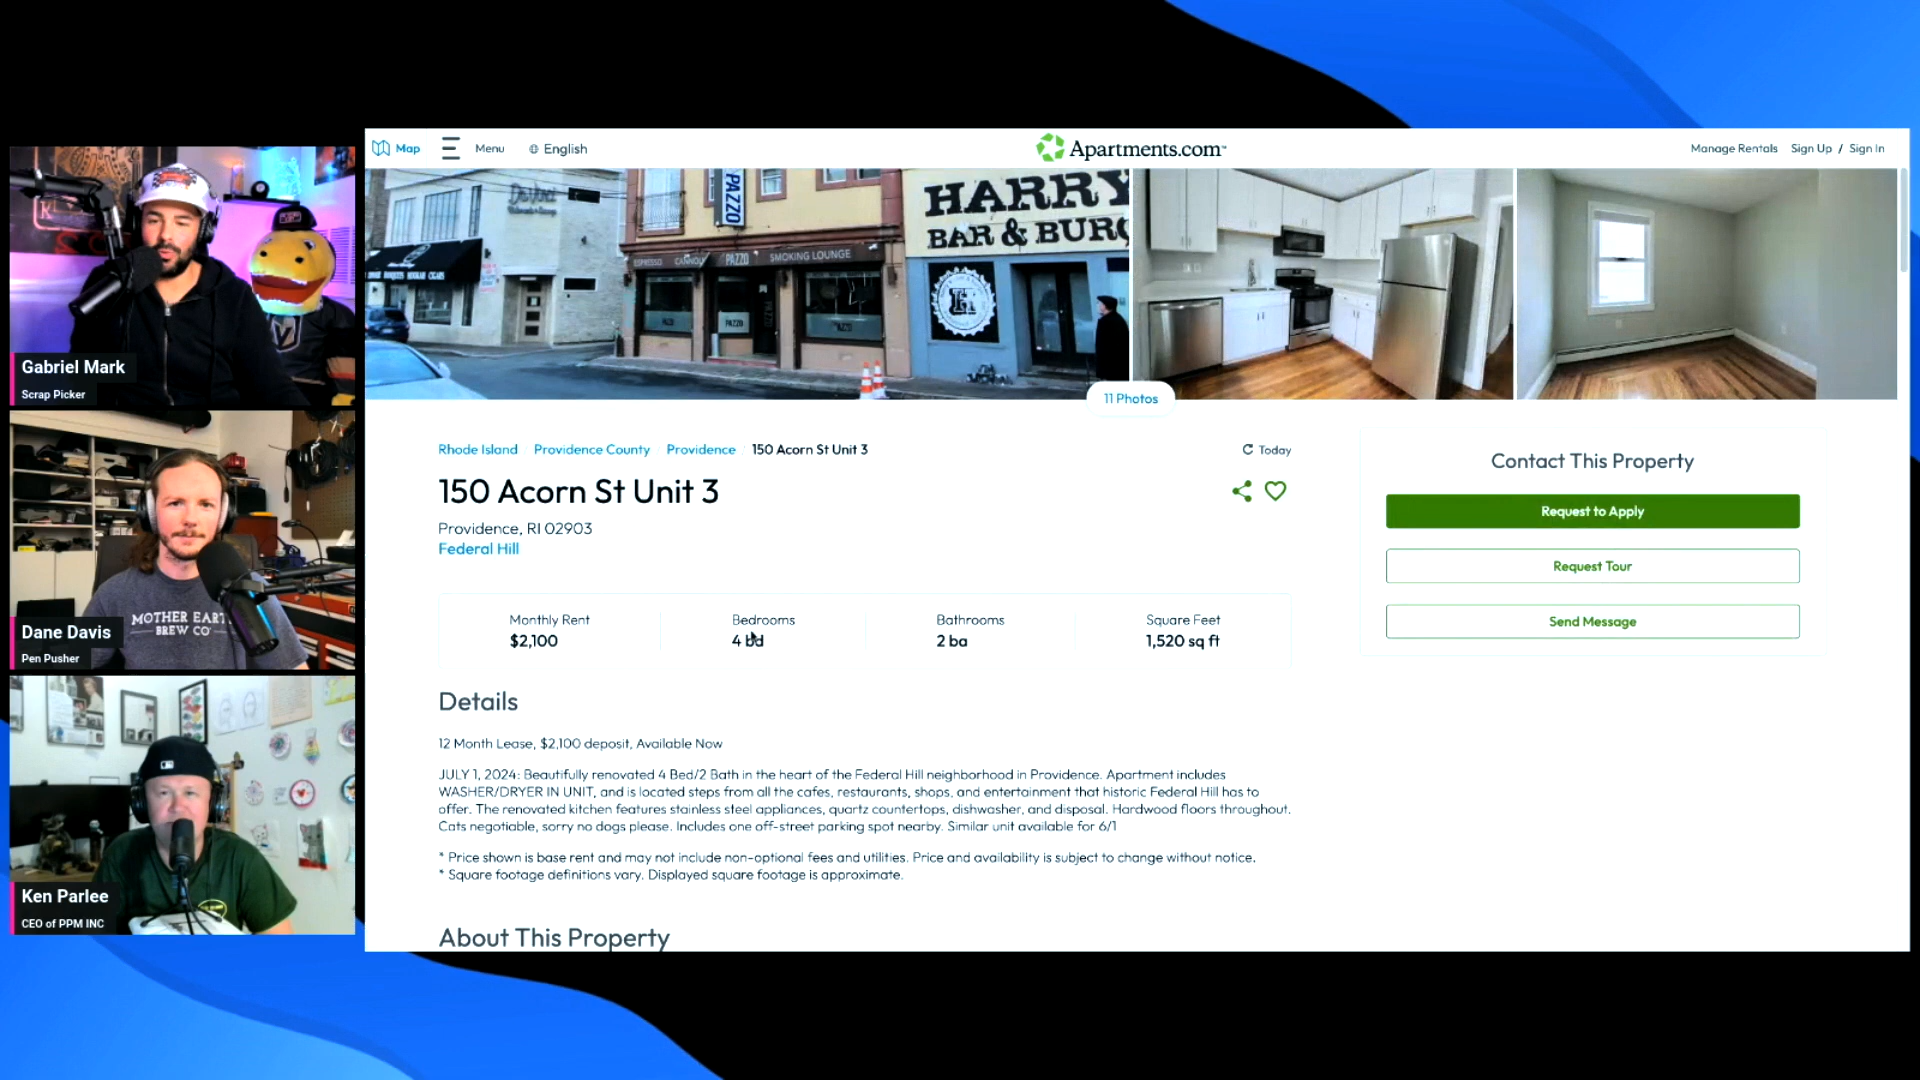 Map
Menu
English
Apartments.com
Manage Rentals
Sign Up / Sign In
DaVinci
PAZZO
ESPRESSO CANNOLI PAZZO SMOKING LOUNGE
PAZZO
HARRY
BAR & BURG
H
11 Photos
Gabriel Mark
Scrap Picker
MOTHER EART
BREW CO
Dane Davis
Pen Pusher
Ken Parlee
CEO of PPM INC
Rhode Island Providence County Providence 150 Acorn St Unit 3
Today
150 Acorn St Unit 3
Providence, RI 02903
Federal Hill
Monthly Rent
$2,100
Bedrooms
4 bd
Bathrooms
2 ba
Square Feet
1,520 sq ft
Contact This Property
Request to Apply
Request Tour
Send Message
Details
12 Month Lease, $2,100 deposit, Available Now
JULY 1, 2024: Beautifully renovated 4 Bed/2 Bath in the heart of the Federal Hill neighborhood in Providence. Apartment includes
WASHER/DRYER IN UNIT, and is located steps from all the cafes, restaurants, shops, and entertainment that historic Federal Hill has to
offer. The renovated kitchen features stainless steel appliances, quartz countertops, dishwasher, and disposal. Hardwood floors throughout.
Cats negotiable, sorry no dogs please. Includes one off-street parking spot nearby. Similar unit available for 6/1
* Price shown is base rent and may not include non-optional fees and utilities. Price and availability is subject to change without notice.
* Square footage definitions vary. Displayed square footage is approximate.
About This Property